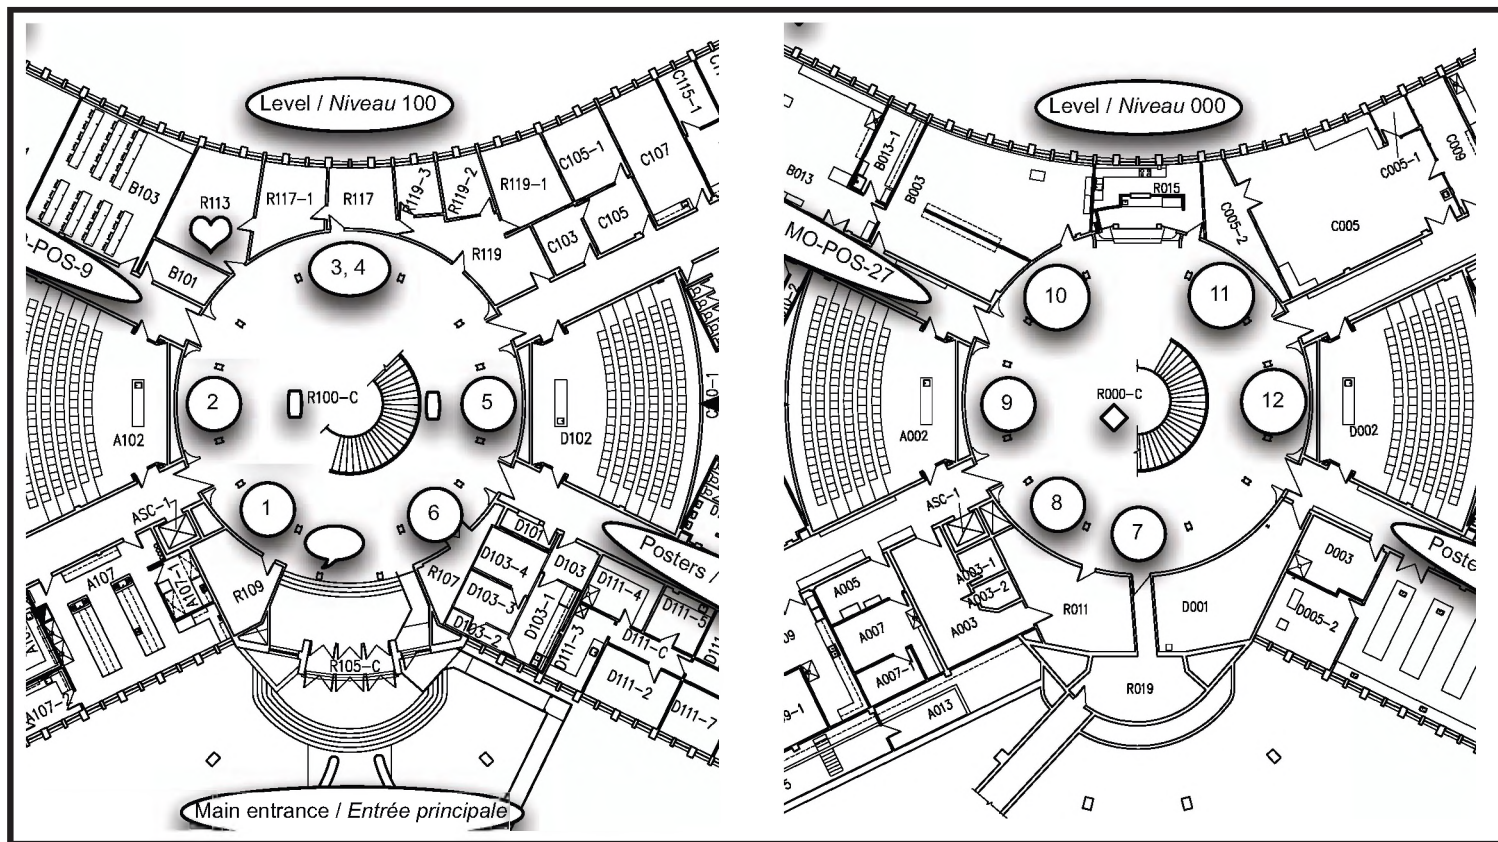 Level / Niveau 100
C115-1
C107
C105-1
R119-1
R119-2
R119-3
R117
R117-1
R113
B103
B101
C105
C103
R119
3, 4
-POS-9
2
R100-C
5
A102
D102
1
6
ASC-1
D101
Posters /
D103-4
D103
D103-3
D103-1
D103-2
D111-4
D111-5
D111-3
D111-C
D111-2
D111-7
A107
A107-1
R109
R107
R105-C
A107-2
Main entrance / Entrée principale
Level / Niveau 000
B013-1
B013
B003
R015
C005-2
C005
C005-1
C009
MO-POS-27
10
11
9
R000-C
12
A002
D002
8
7
ASC-1
D003
Poste
A005
A003-1
A003-2
A003
R011
D001
D005-2
A007
A007-1
R019
A013